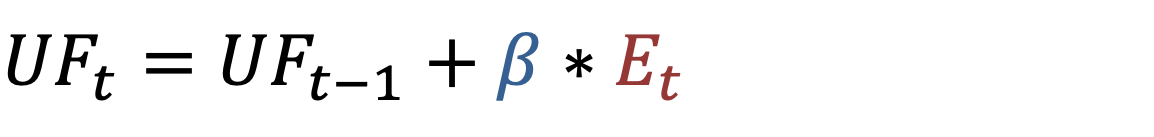 UF_t = UF_{t-1} + β * E_t